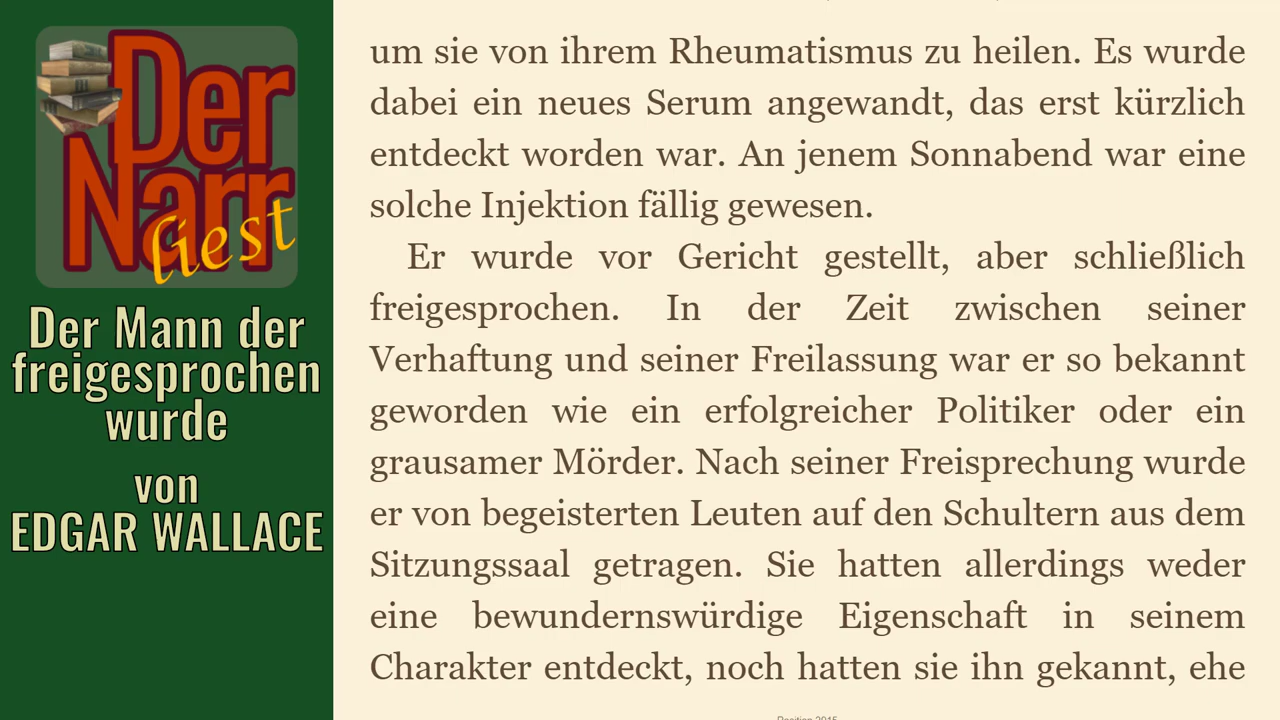 Der
Narr
liest
Der Mann der
freigesprochen
wurde
von
EDGAR WALLACE
um sie von ihrem Rheumatismus zu heilen. Es wurde
dabei ein neues Serum angewandt, das erst kürzlich
entdeckt worden war. An jenem Sonnabend war eine
solche Injektion fällig gewesen.
Er wurde vor Gericht gestellt, aber schließlich
freigesprochen. In der Zeit zwischen seiner
Verhaftung und seiner Freilassung war er so bekannt
geworden wie ein erfolgreicher Politiker oder ein
grausamer Mörder. Nach seiner Freisprechung wurde
er von begeisterten Leuten auf den Schultern aus dem
Sitzungssaal getragen. Sie hatten allerdings weder
eine bewundernswürdige Eigenschaft in seinem
Charakter entdeckt, noch hatten sie ihn gekannt, ehe